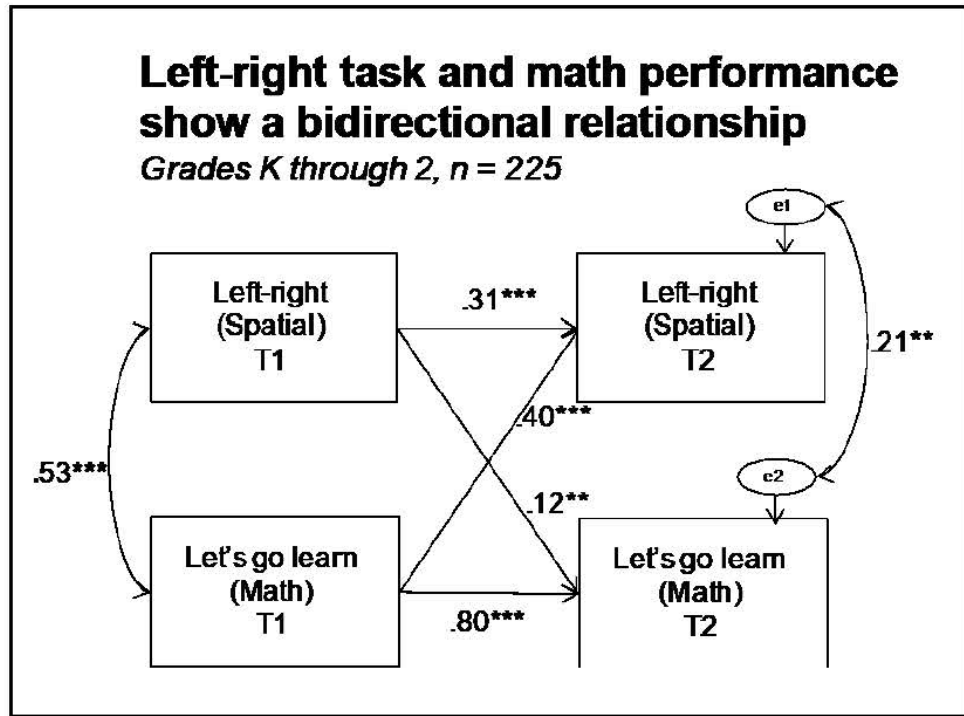 Left-right task and math performance
show a bidirectional relationship
Grades K through 2, n = 225
e1
Left-right
(Spatial)
T1
.31***
Left-right
(Spatial)
T2
.21**
.40***
.53***
e2
.12**
Let's go learn
(Math)
T1
.80***
Let's go learn
(Math)
T2